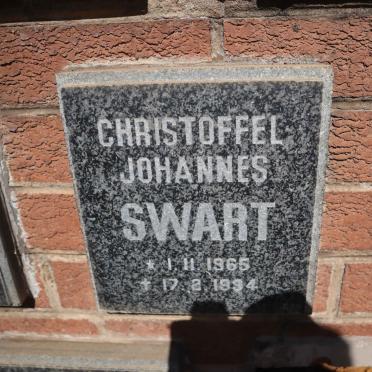 CHRISTOFFEL
JOHANNES
SWART
* 1.11.1965
† 17.2.1994